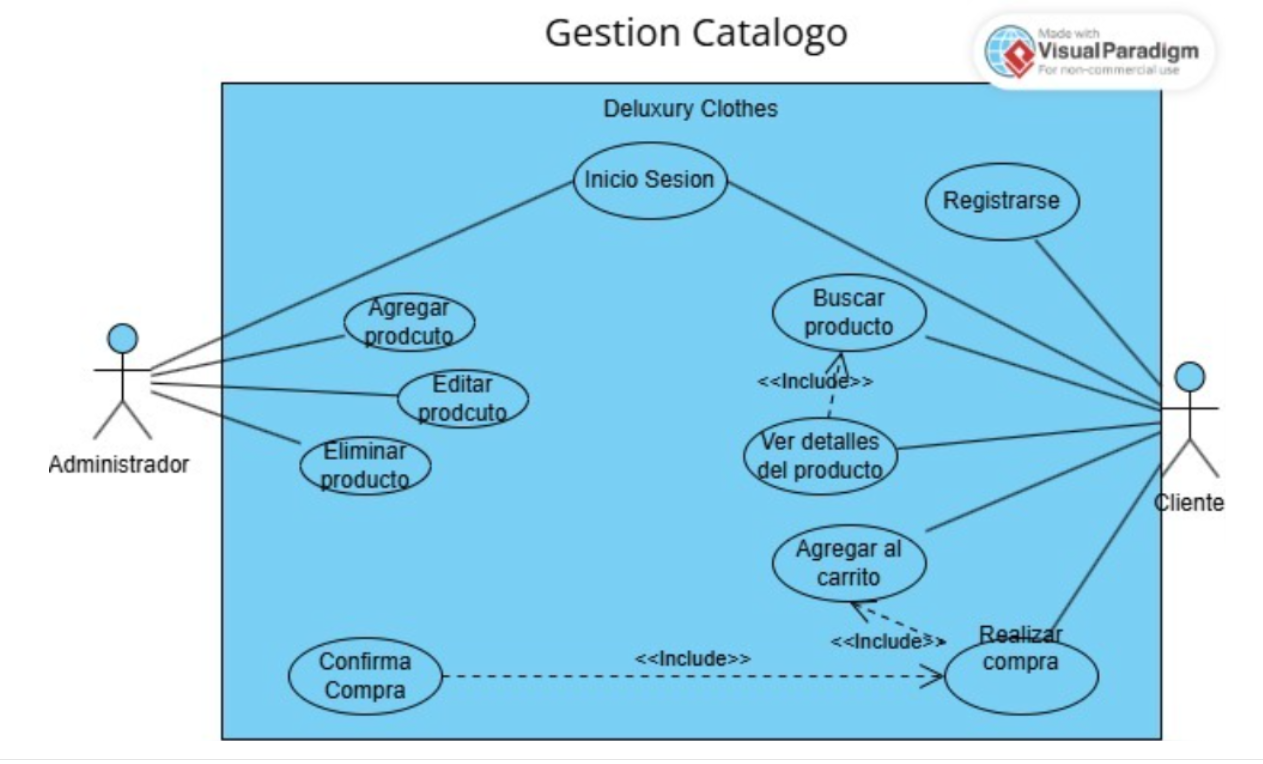 Gestion Catalogo
Made with
Visual Paradigm
For non-commercial use
Deluxury Clothes
Inicio Sesion
Registrarse
Agregar
prodcuto
Buscar
producto
Editar
prodcuto
<<Include>>
Eliminar
producto
Ver detalles
del producto
Administrador
Cliente
Agregar al
carrito
<<Include>>
Realizar
compra
Confirma
Compra
<<Include>>